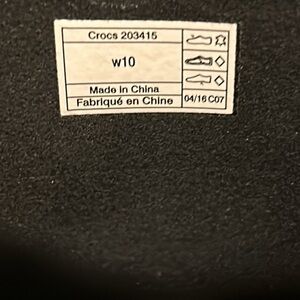 Crocs 203415
w10
Made in China
Fabriqué en Chine
04/16 C07